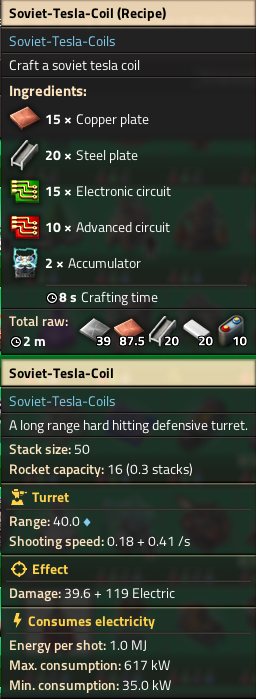 Soviet-Tesla-Coil (Recipe)
Soviet-Tesla-Coils
Craft a soviet tesla coil
Ingredients:
15 × Copper plate
20 × Steel plate
15 × Electronic circuit
10 × Advanced circuit
2 × Accumulator
8 s Crafting time
Total raw:
2 m 39 87.5 20 20 10
Soviet-Tesla-Coil
Soviet-Tesla-Coils
A long range hard hitting defensive turret.
Stack size: 50
Rocket capacity: 16 (0.3 stacks)
Turret
Range: 40.0
Shooting speed: 0.18 + 0.41 /s
Effect
Damage: 39.6 + 119 Electric
Consumes electricity
Energy per shot: 1.0 MJ
Max. consumption: 617 kW
Min. consumption: 35.0 kW